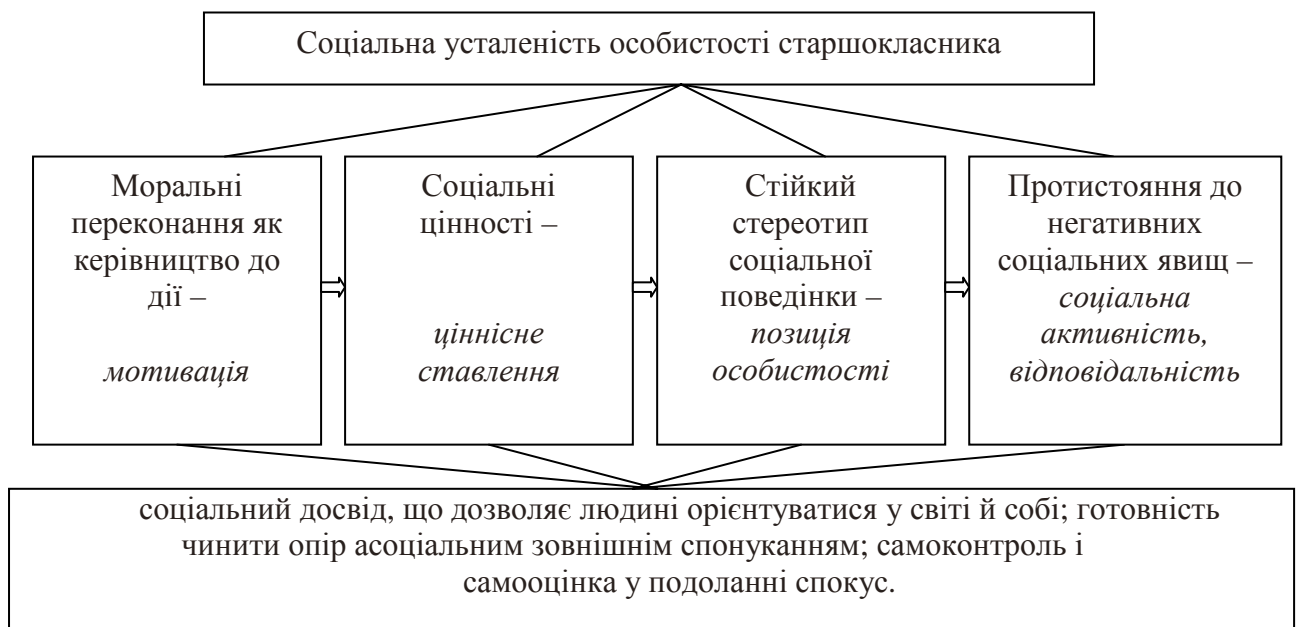 Соціальна усталеність особистості старшокласника
Моральні
переконання як
керівництво до
дії –
мотивація
Соціальні
цінності –
ціннісне
ставлення
Стійкий
стереотип
соціальної
поведінки –
позиція
особистості
Протистояння до
негативних
соціальних явищ –
соціальна
активність,
відповідальність
соціальний досвід, що дозволяє людині орієнтуватися у світі й собі; готовність
чинити опір асоціальним зовнішнім спонуканням; самоконтроль і
самооцінка у подоланні спокус.